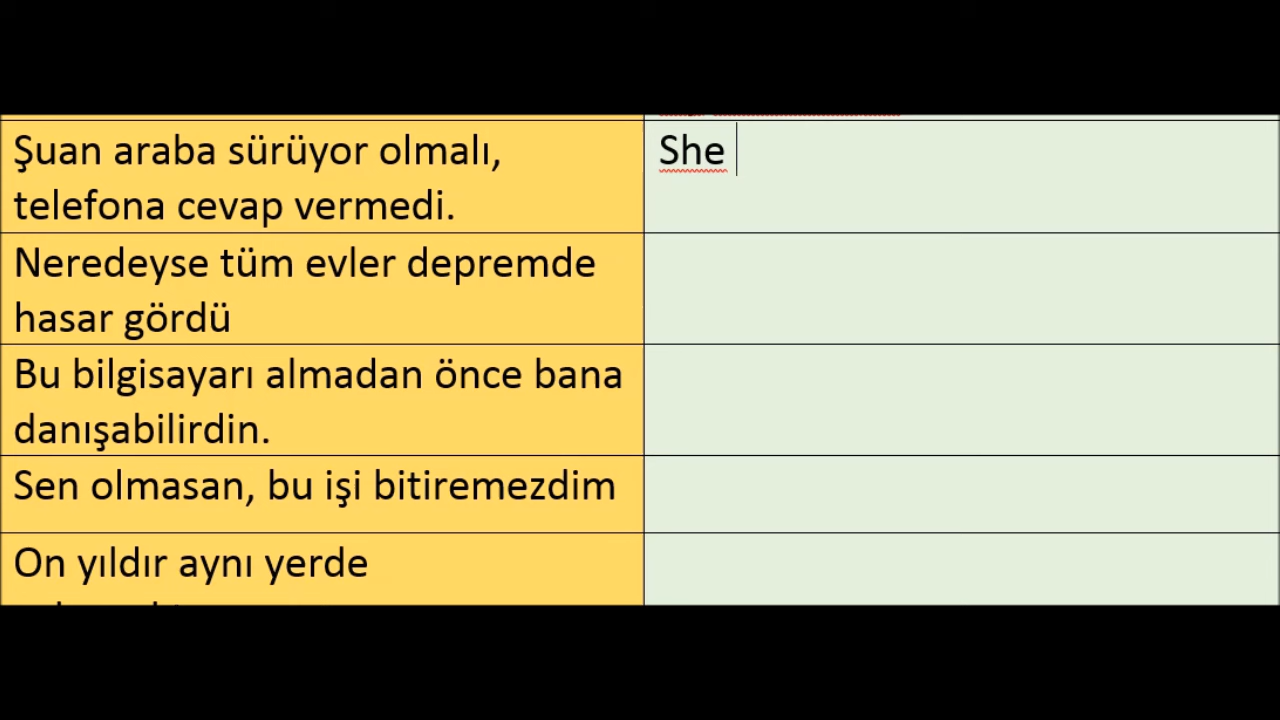 Şuan araba sürüyor olmalı,
telefona cevap vermedi.
She
Neredeyse tüm evler depremde
hasar gördü
Bu bilgisayarı almadan önce bana
danışabilirdin.
Sen olmasan, bu işi bitiremezdim
On yıldır aynı yerde